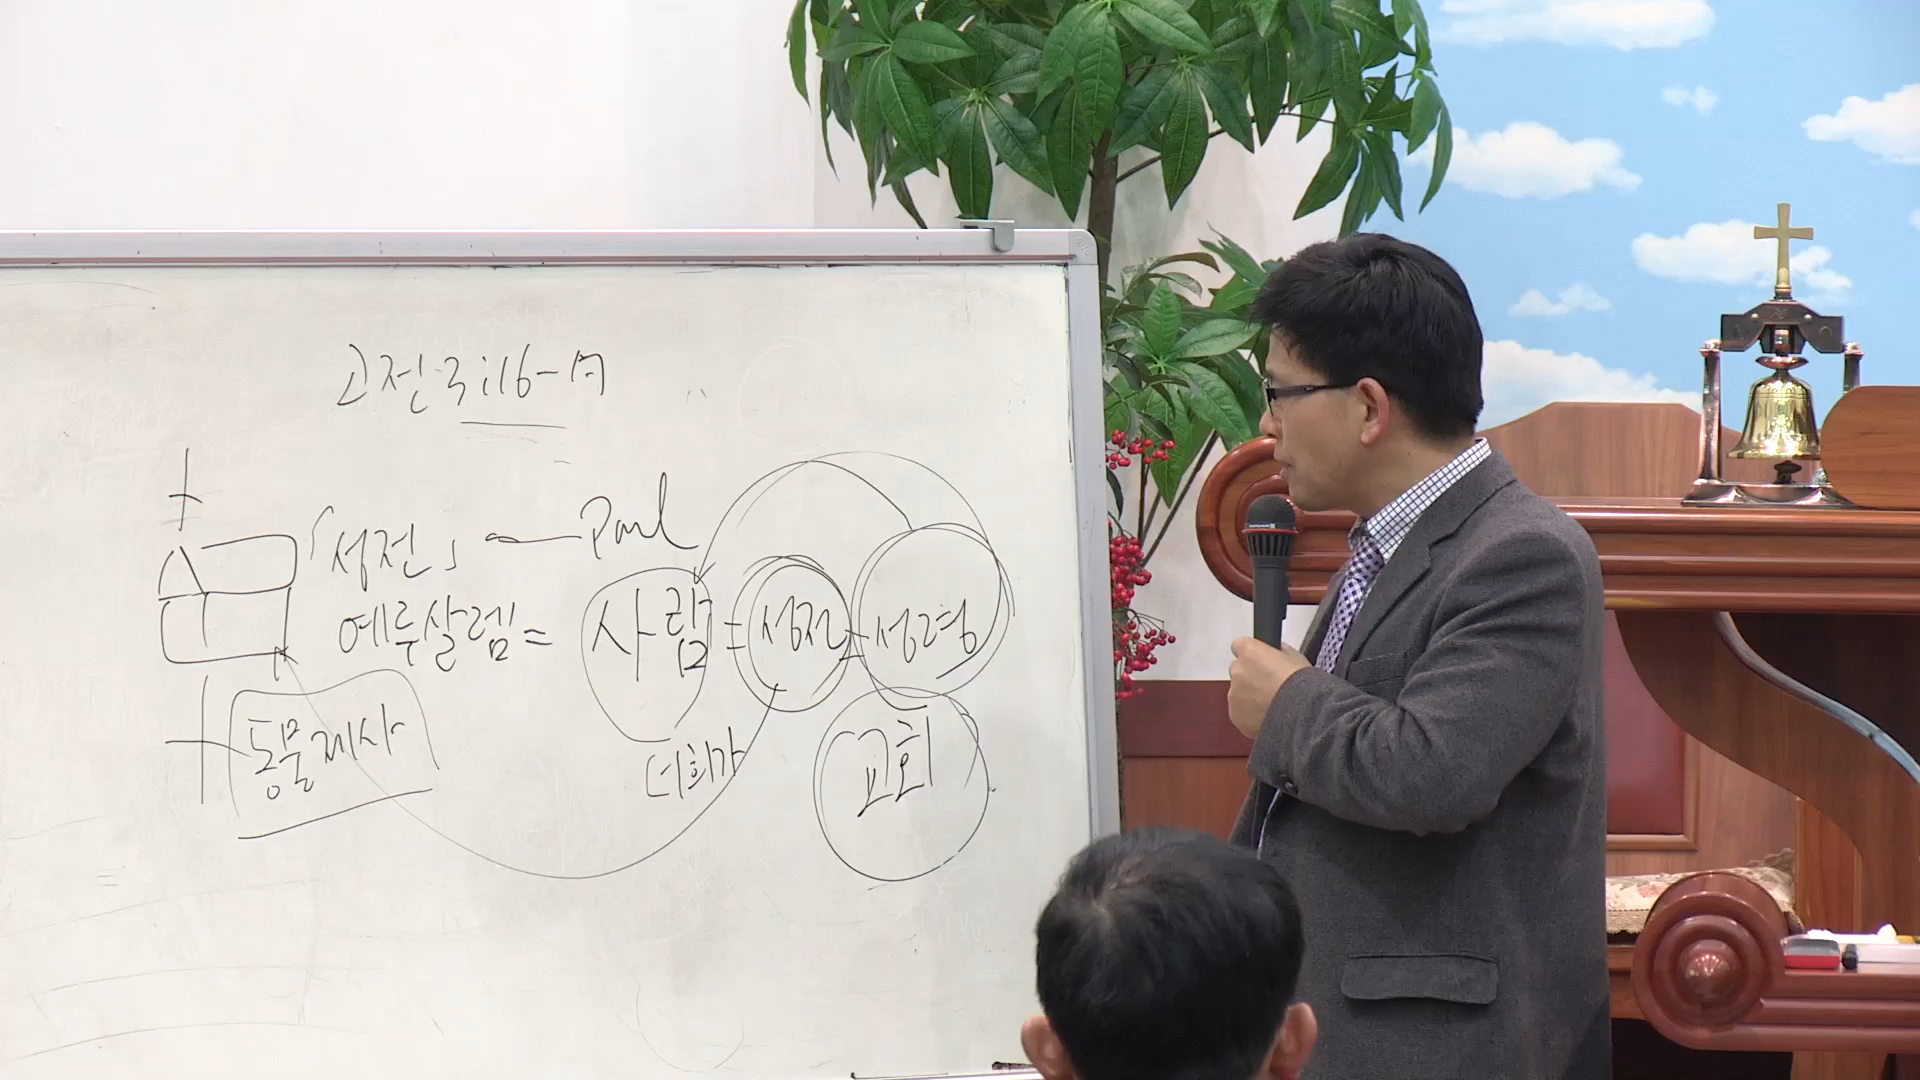 고전 3:16-17
「성전」 Paul
예루살렘 = 사람 = 성전 = 성령
동물제사 너희가 교회